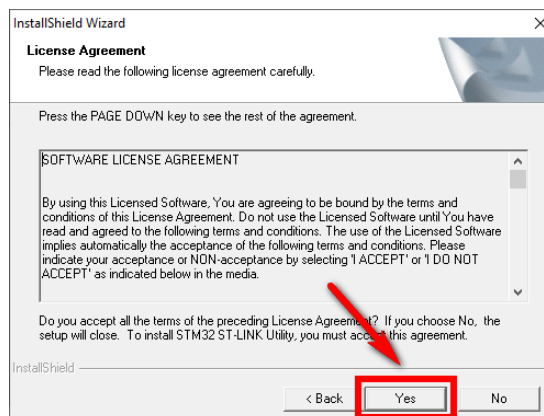 InstallShield Wizard
License Agreement
Please read the following license agreement carefully.
Press the PAGE DOWN key to see the rest of the agreement.
SOFTWARE LICENSE AGREEMENT
By using this Licensed Software, You are agreeing to be bound by the terms and
conditions of this License Agreement. Do not use the Licensed Software until You have
read and agreed to the following terms and conditions. The use of the Licensed Software
implies automatically the acceptance of the following terms and conditions. Please
indicate your acceptance or NON-acceptance by selecting 'I ACCEPT' or 'I DO NOT
ACCEPT' as indicated below in the media.
Do you accept all the terms of the preceding License Agreement? If you choose No, the
setup will close. To install STM32 ST-LINK Utility, you must accept this agreement.
InstallShield
< Back Yes No